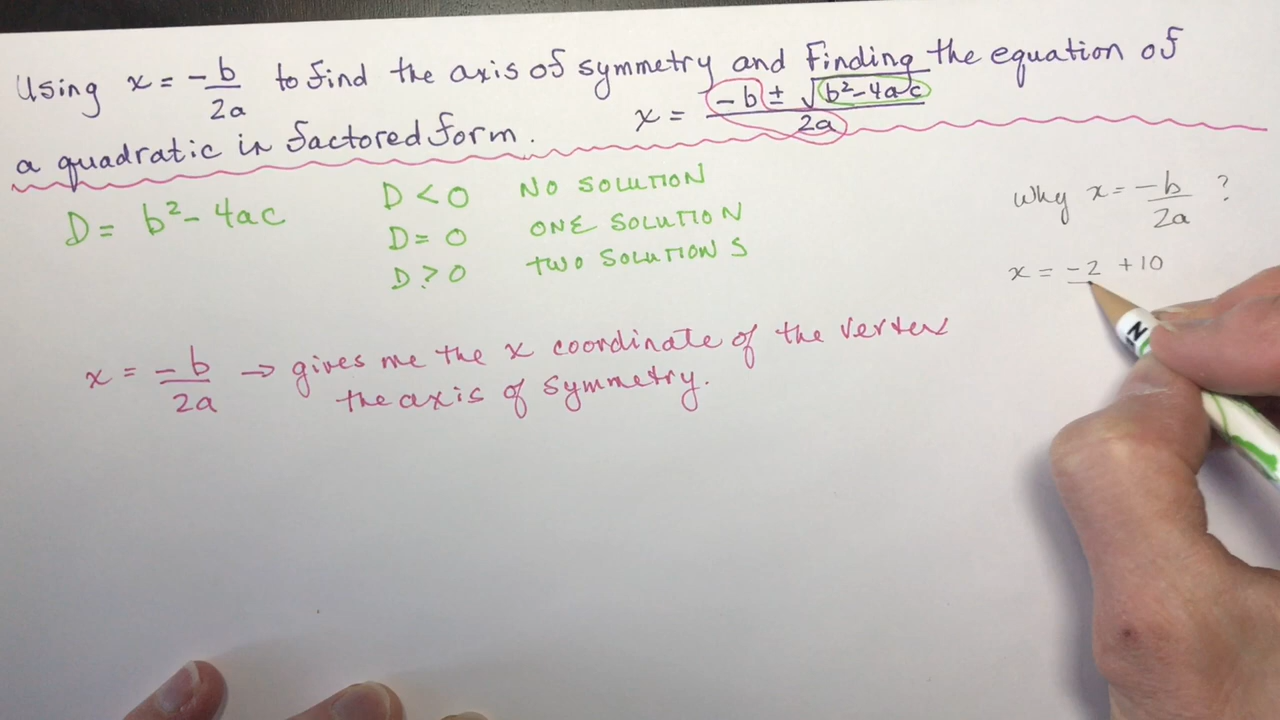 Using x = -b/2a to find the axis of symmetry and Finding the equation of
a quadratic in factored form. x = -b ± √b²-4ac / 2a
D = b²-4ac
D < 0 NO SOLUTION
D = 0 ONE SOLUTION
D > 0 TWO SOLUTIONS
Why x = -b/2a ?
x = -2 +10
x = -b/2a → gives me the x coordinate of the vertex
the axis of symmetry.
N